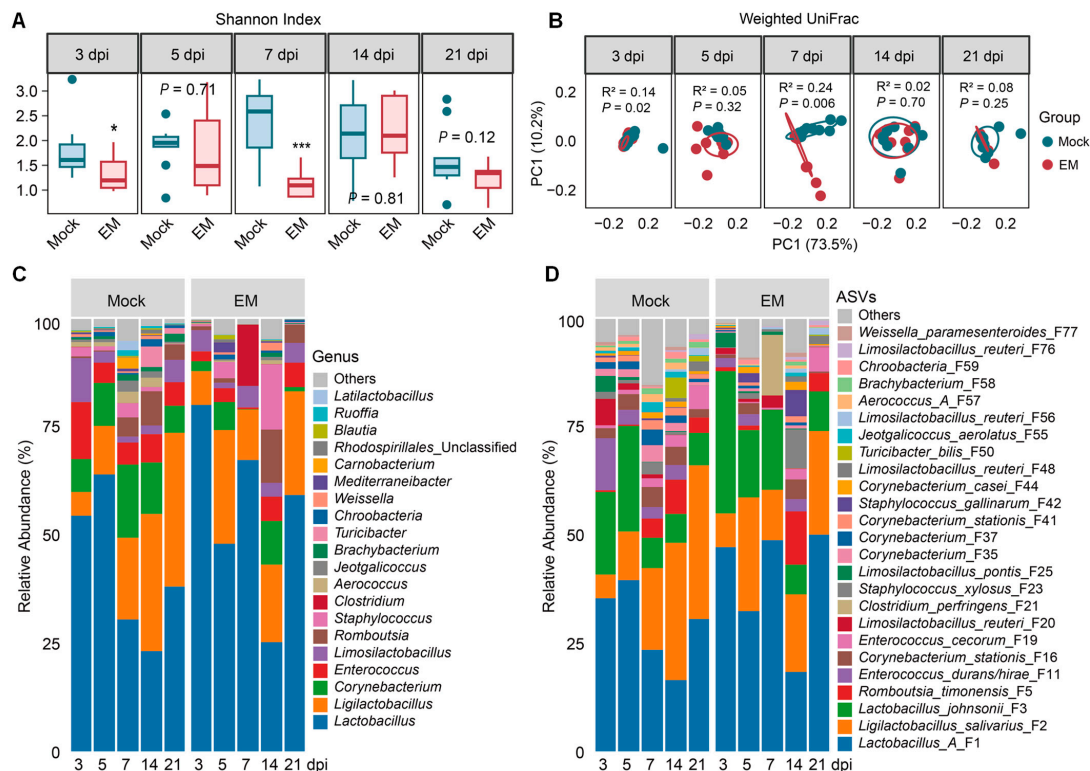 A
Shannon Index
3 dpi
5 dpi
7 dpi
14 dpi
21 dpi
3.0
2.5
2.0
1.5
1.0
*
P = 0.71
***
P = 0.81
P = 0.12
Mock
EM
Mock
EM
Mock
EM
Mock
EM
Mock
EM
B
Weighted UniFrac
3 dpi
5 dpi
7 dpi
14 dpi
21 dpi
PC1 (10.2%)
0.2
0.0
−0.2
R² = 0.14
P = 0.02
R² = 0.05
P = 0.32
R² = 0.24
P = 0.006
R² = 0.02
P = 0.70
R² = 0.08
P = 0.25
−0.2 0.2
−0.2 0.2
−0.2 0.2
−0.2 0.2
−0.2 0.2
PC1 (73.5%)
Group
Mock
EM
C
Mock
EM
Relative Abundance (%)
100
75
50
25
0
3 5 7 14 21 3 5 7 14 21 dpi
Genus
Others
Latilactobacillus
Ruoffia
Blautia
Rhodospirillales_Unclassified
Carnobacterium
Mediterraneibacter
Weissella
Chroobacteria
Turicibacter
Brachybacterium
Jeotgalicoccus
Aerococcus
Clostridium
Staphylococcus
Romboutsia
Limosilactobacillus
Enterococcus
Corynebacterium
Ligilactobacillus
Lactobacillus
D
Mock
EM
Relative Abundance (%)
100
75
50
25
0
3 5 7 14 21 3 5 7 14 21 dpi
ASVs
Others
Weissella_paramesenteroides_F77
Limosilactobacillus_reuteri_F76
Chroobacteria_F59
Brachybacterium_F58
Aerococcus_A_F57
Limosilactobacillus_reuteri_F56
Jeotgalicoccus_aerolatus_F55
Turicibacter_bilis_F50
Limosilactobacillus_reuteri_F48
Corynebacterium_casei_F44
Staphylococcus_gallinarum_F42
Corynebacterium_stationis_F41
Corynebacterium_F37
Corynebacterium_F35
Limosilactobacillus_pontis_F25
Staphylococcus_xylosus_F23
Clostridium_perfringens_F21
Limosilactobacillus_reuteri_F20
Enterococcus_cecorum_F19
Corynebacterium_stationis_F16
Enterococcus_durans/hirae_F11
Romboutsia_timonensis_F5
Lactobacillus_johnsonii_F3
Ligilactobacillus_salivarius_F2
Lactobacillus_A_F1